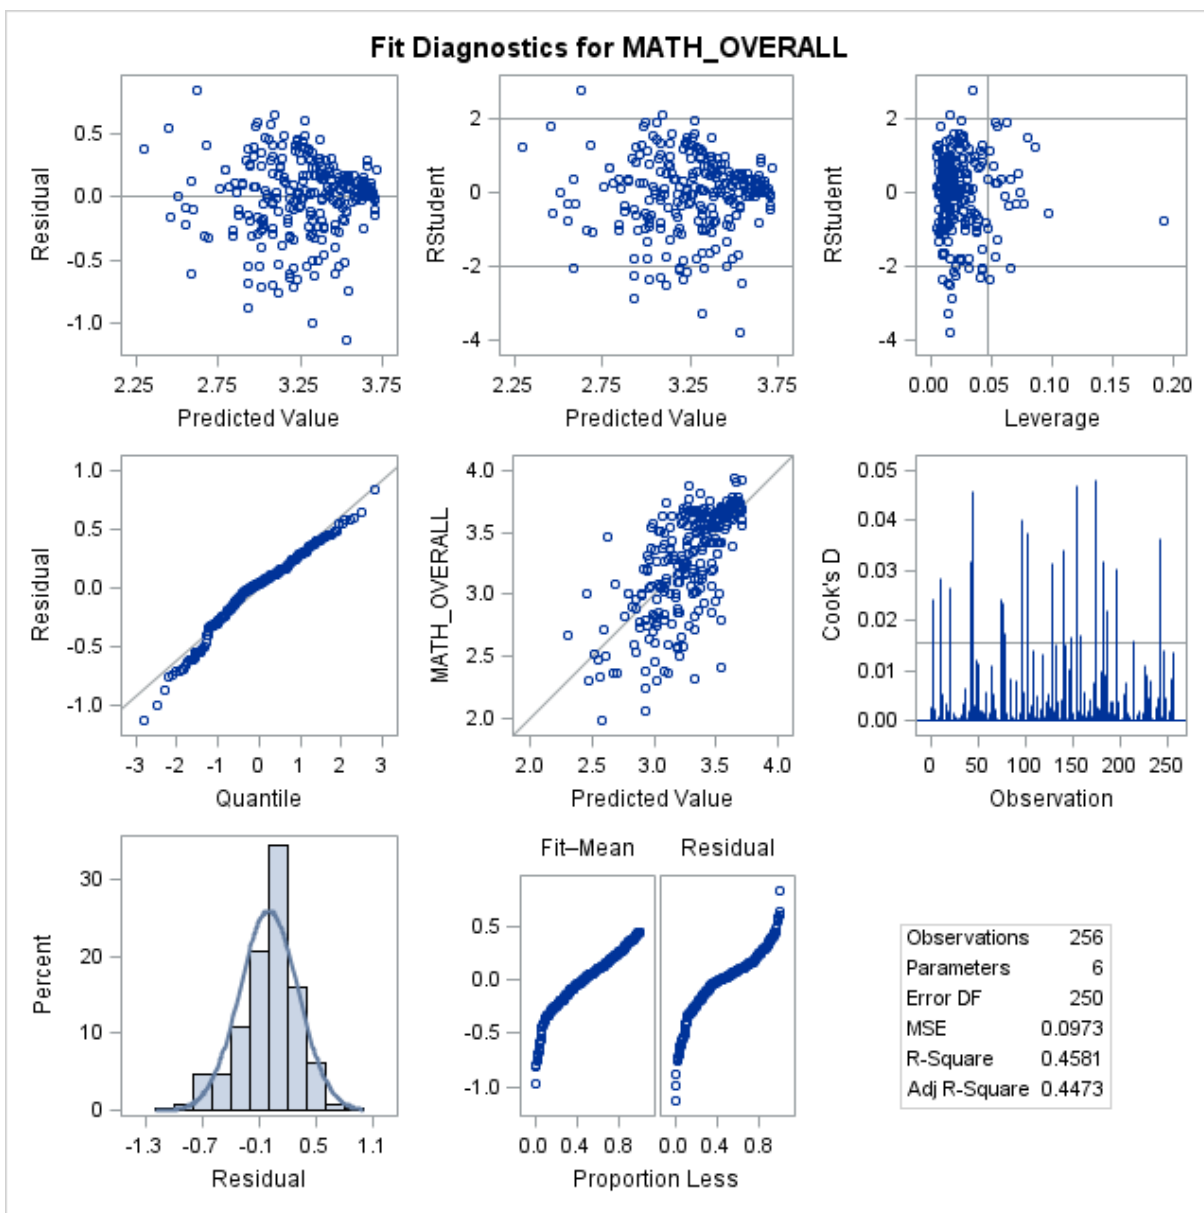 Fit Diagnostics for MATH_OVERALL
Residual
0.5
0.0
-0.5
-1.0
2.25 2.75 3.25 3.75
Predicted Value
RStudent
2
0
-2
-4
2.25 2.75 3.25 3.75
Predicted Value
RStudent
2
0
-2
-4
0.00 0.05 0.10 0.15 0.20
Leverage
Residual
1.0
0.5
0.0
-0.5
-1.0
-3 -2 -1 0 1 2 3
Quantile
MATH_OVERALL
4.0
3.5
3.0
2.5
2.0
2.0 3.0 4.0
Predicted Value
Cook's D
0.05
0.04
0.03
0.02
0.01
0.00
0 50 100 150 200 250
Observation
Percent
30
20
10
0
-1.3 -0.7 -0.1 0.5 1.1
Residual
Fit–Mean Residual
0.5
0.0
-0.5
-1.0
0.0 0.4 0.8 0.0 0.4 0.8
Proportion Less
Observations 256
Parameters 6
Error DF 250
MSE 0.0973
R-Square 0.4581
Adj R-Square 0.4473